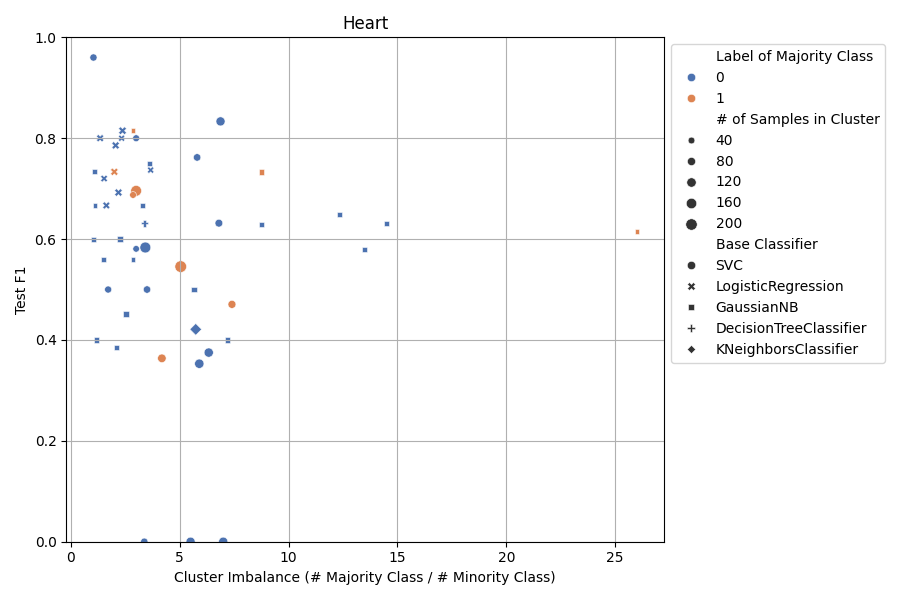 Heart
1.0
0.8
0.6
0.4
0.2
0.0
Test F1
0
5
10
15
20
25
Cluster Imbalance (# Majority Class / # Minority Class)
Label of Majority Class
0
1
# of Samples in Cluster
40
80
120
160
200
Base Classifier
SVC
LogisticRegression
GaussianNB
DecisionTreeClassifier
KNeighborsClassifier